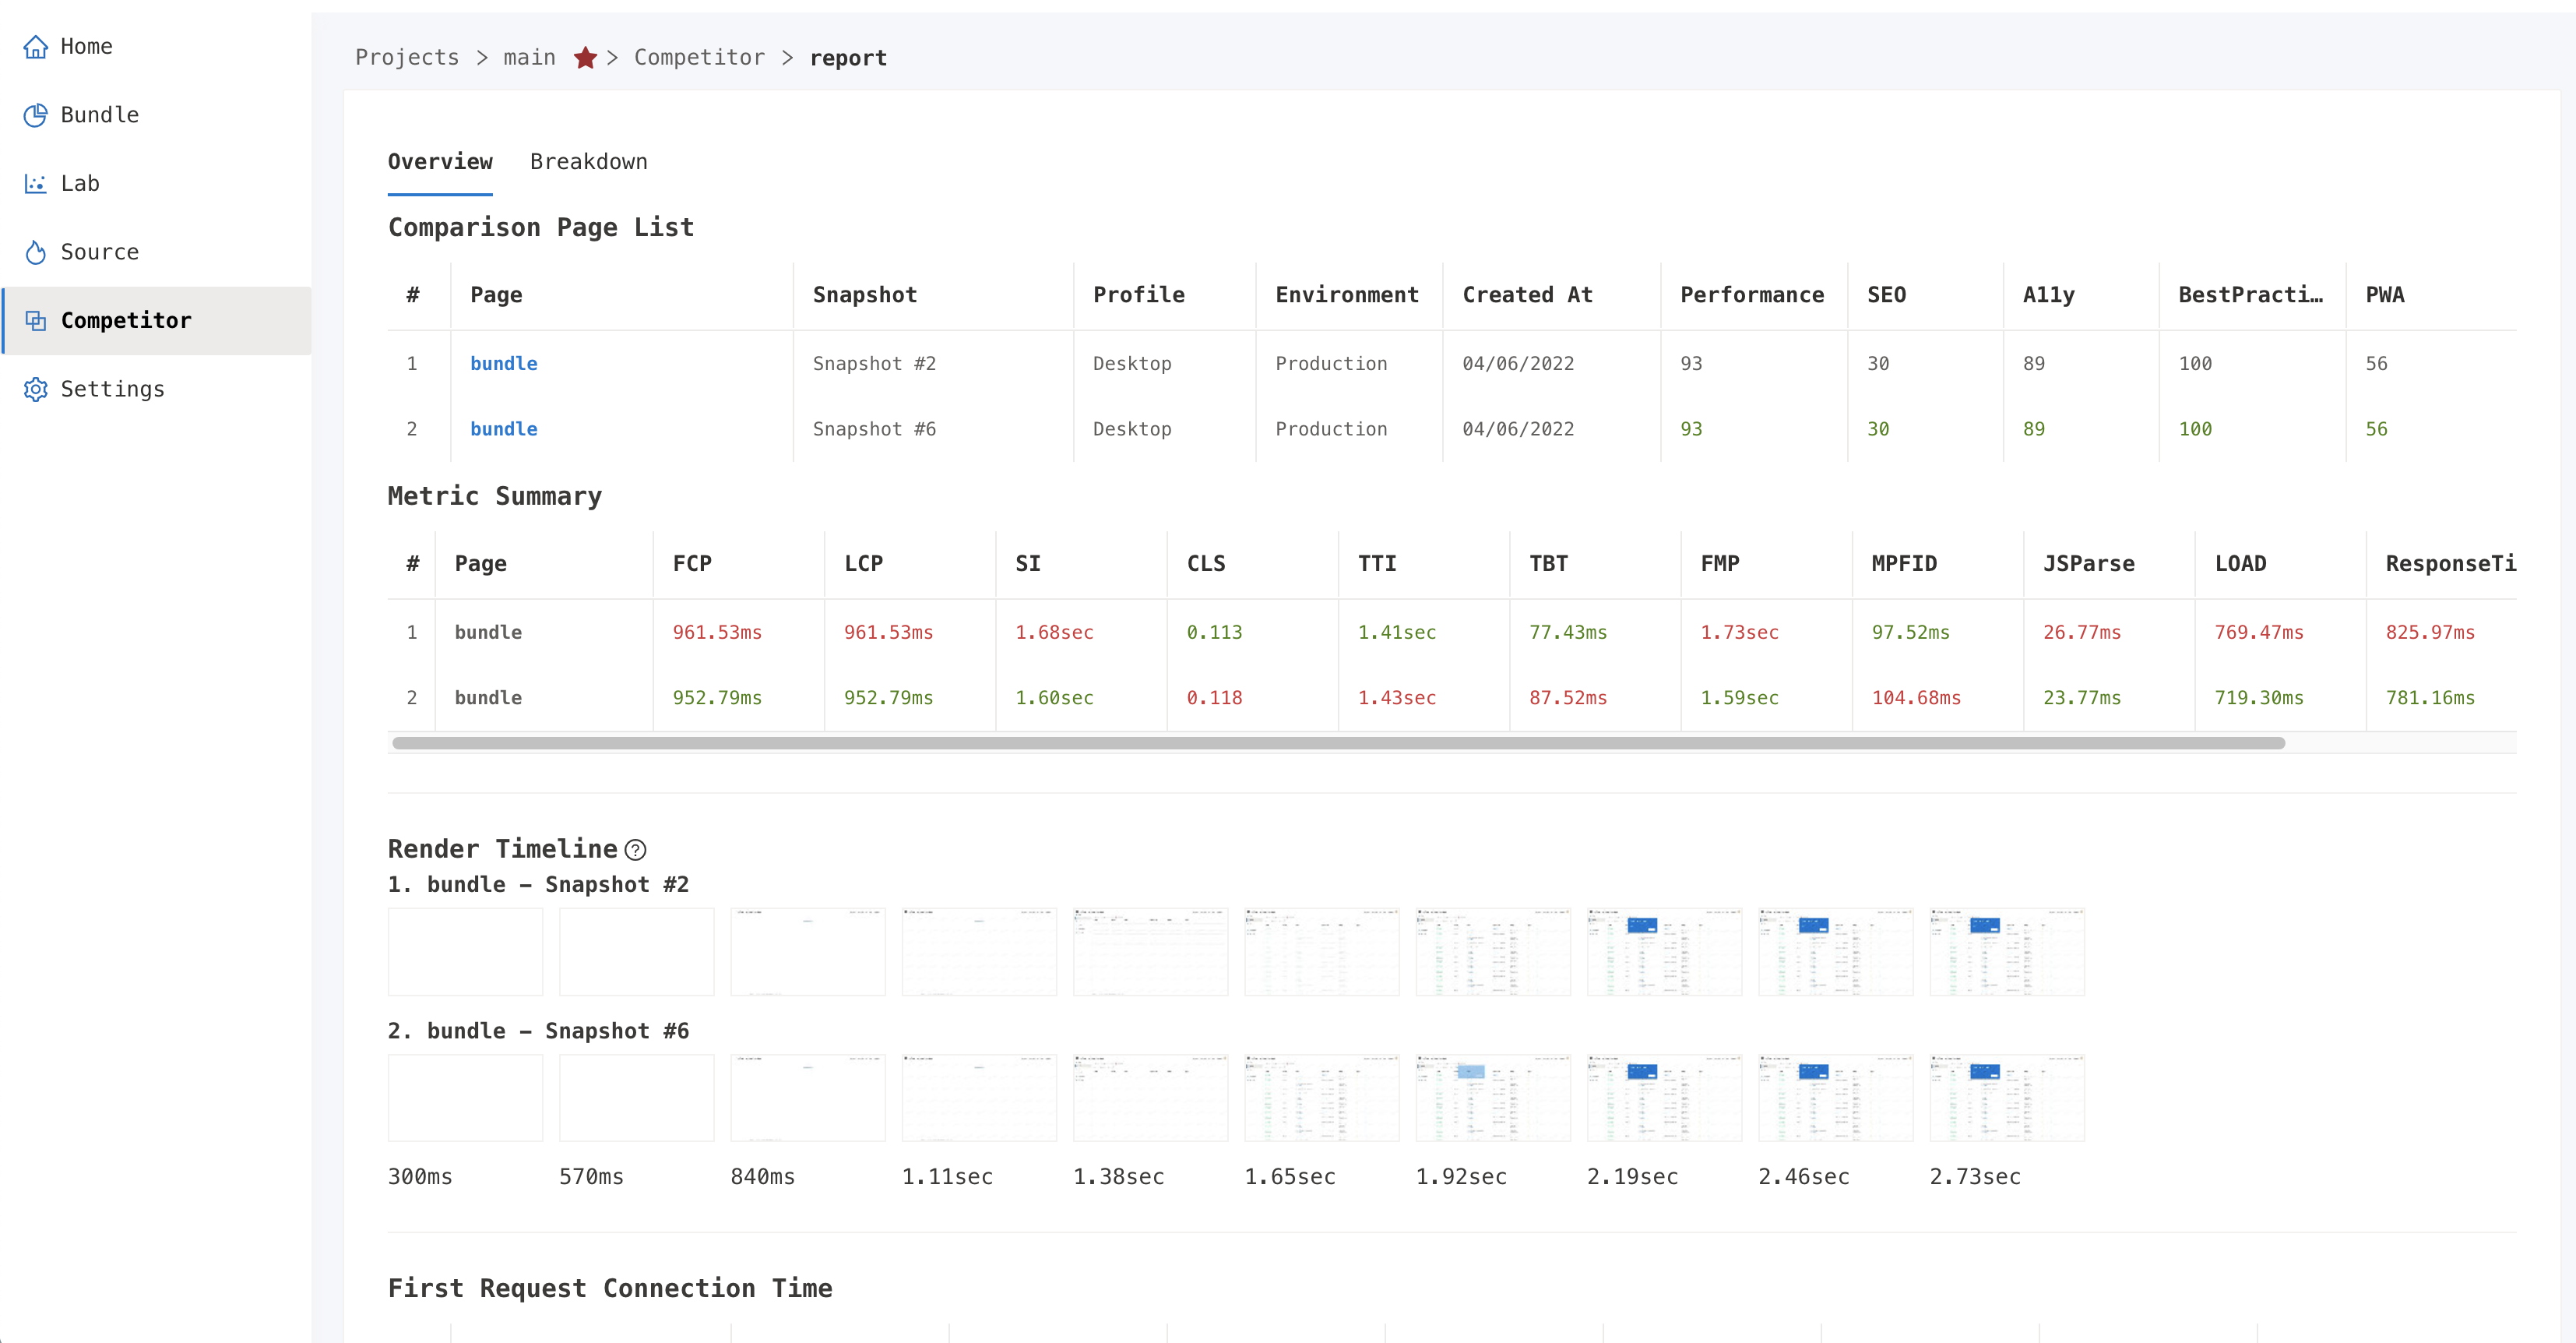 Home
Bundle
Lab
Source
Competitor
Settings
Projects > main > Competitor > report
Overview Breakdown
Comparison Page List
# Page Snapshot Profile Environment Created At Performance SEO A11y BestPracti… PWA
1 bundle Snapshot #2 Desktop Production 04/06/2022 93 30 89 100 56
2 bundle Snapshot #6 Desktop Production 04/06/2022 93 30 89 100 56
Metric Summary
# Page FCP LCP SI CLS TTI TBT FMP MPFID JSParse LOAD ResponseTi
1 bundle 961.53ms 961.53ms 1.68sec 0.113 1.41sec 77.43ms 1.73sec 97.52ms 26.77ms 769.47ms 825.97ms
2 bundle 952.79ms 952.79ms 1.60sec 0.118 1.43sec 87.52ms 1.59sec 104.68ms 23.77ms 719.30ms 781.16ms
Render Timeline ?
1. bundle – Snapshot #2
2. bundle – Snapshot #6
300ms 570ms 840ms 1.11sec 1.38sec 1.65sec 1.92sec 2.19sec 2.46sec 2.73sec
First Request Connection Time